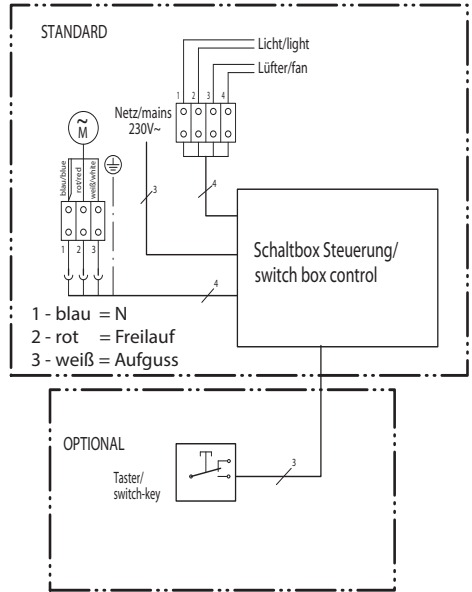 STANDARD
Licht/light
Lüfter/fan
1 2 3 4
Netz/mains
230V~
~
M
blau/blue
rot/red
weiß/white
3
4
1 2 3
Schaltbox Steuerung/
switch box control
4
1 - blau = N
2 - rot = Freilauf
3 - weiß = Aufguss
OPTIONAL
Taster/
switch-key
3